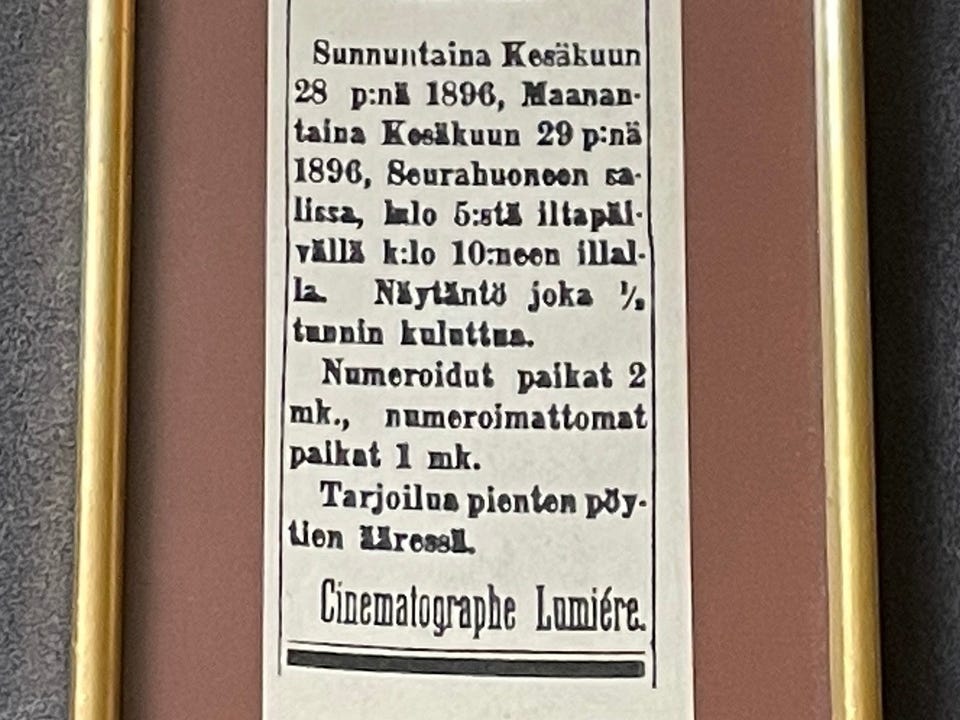 Sunnuntaina Kesäkuun
28 p:nä 1896, Maanan-
taina Kesäkuun 29 p:nä
1896, Seurahuoneen sa-
lissa, k:lo 5:stä iltapäi-
vällä k:lo 10:neen illal-
la. Näytäntö joka ½
tunnin kuluttua.
Numeroidut paikat 2
mk., numeroimattomat
paikat 1 mk.
Tarjoilua pienten pöy-
tien ääressä.
Cinematographe Lumiére.